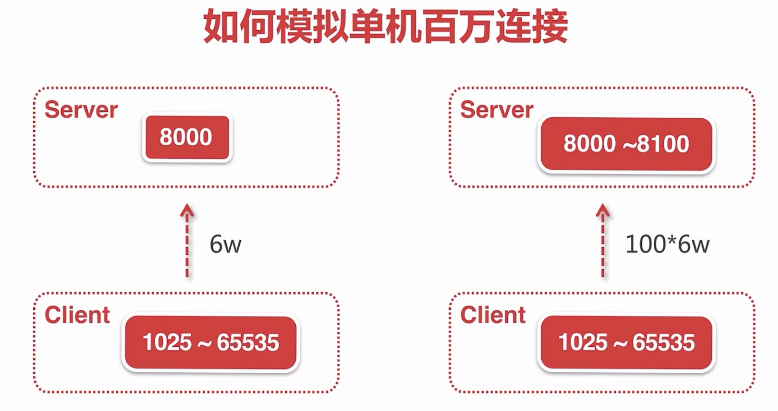 如何模拟单机百万连接
Server
8000
6w
Client
1025 ~ 65535
Server
8000 ~8100
100*6w
Client
1025 ~ 65535